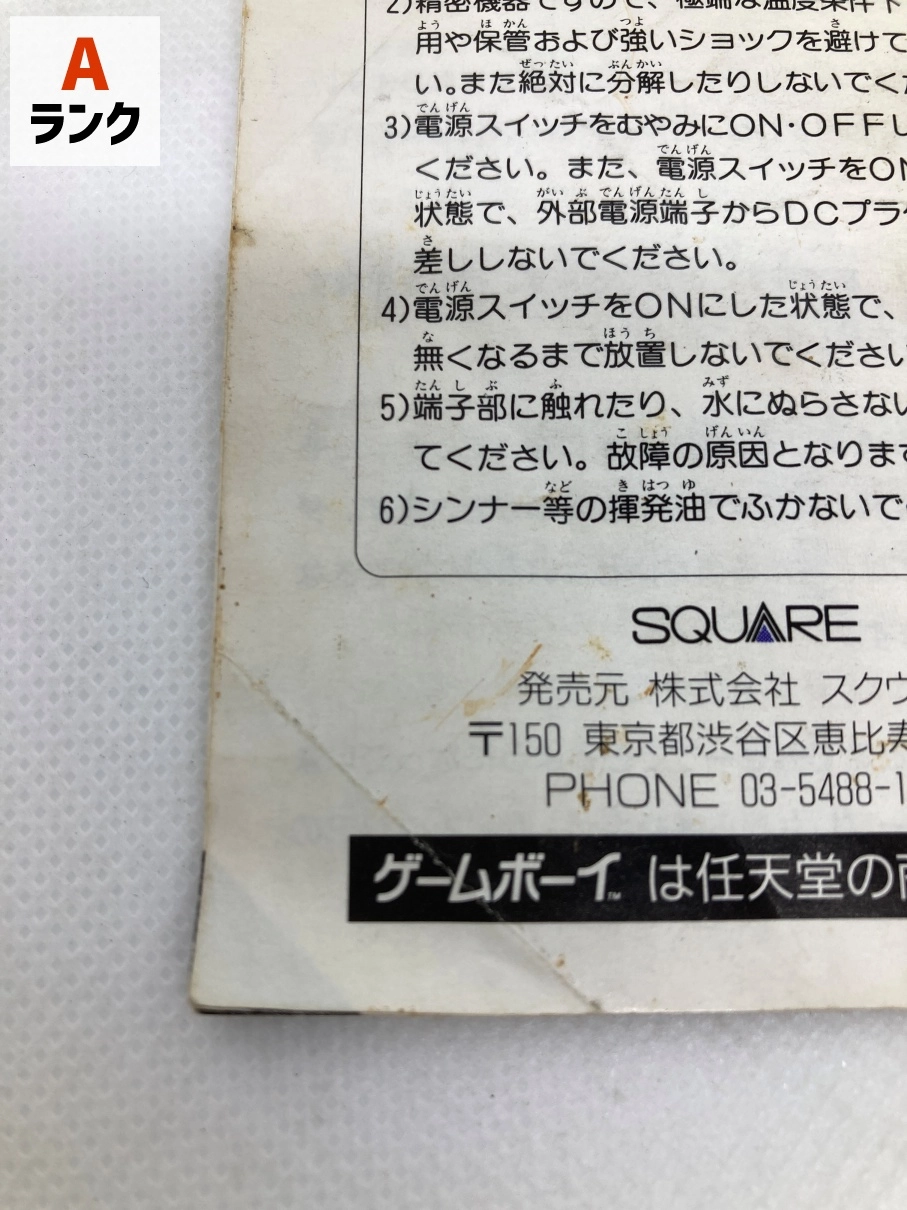 A
ランク
2)精密機器ですので、極端な温度条件下
用や保管および強いショックを避けて
い。また絶対に分解したりしないでくだ
3)電源スイッチをむやみにON・OFFし
ください。また、電源スイッチをON
状態で、外部電源端子からDCプラグ
差ししないでください。
4)電源スイッチをONにした状態で、
無くなるまで放置しないでください
5)端子部に触れたり、水にぬらさない
てください。故障の原因となります
6)シンナー等の揮発油でふかないで
SQUARE
発売元 株式会社 スクウ
〒150 東京都渋谷区恵比寿
PHONE 03-5488-1
ゲームボーイ™は任天堂の商